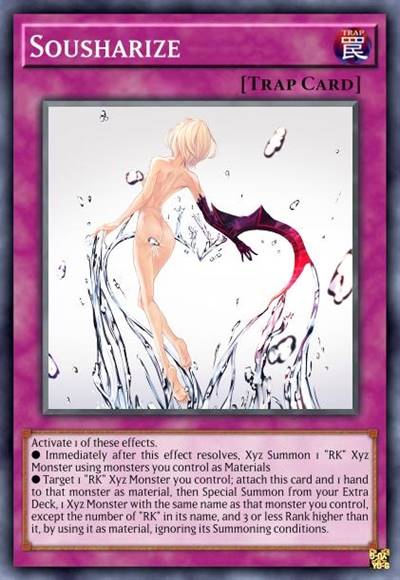 SOUSHARIZE
TRAP
罠
[TRAP CARD]
Activate 1 of these effects.
● Immediately after this effect resolves, Xyz Summon 1 "RK" Xyz
Monster using monsters you control as Materials
● Target 1 "RK" Xyz Monster you control; attach this card and 1 hand
to that monster as material, then Special Summon from your Extra
Deck, 1 Xyz Monster with the same name as that monster you control,
except the number of "RK" in its name, and 3 or less Rank higher than
it, by using it as material, ignoring its Summoning conditions.